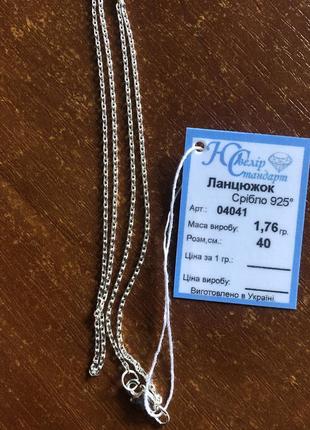 Ювелір
Стандарт
Ланцюжок
Срібло 925°
Арт.: 04041
Маса виробу: 1,76 гр.
Розм,см.: 40
Ціна за 1 гр.:
Ціна виробу:
Виготовлено в Україні